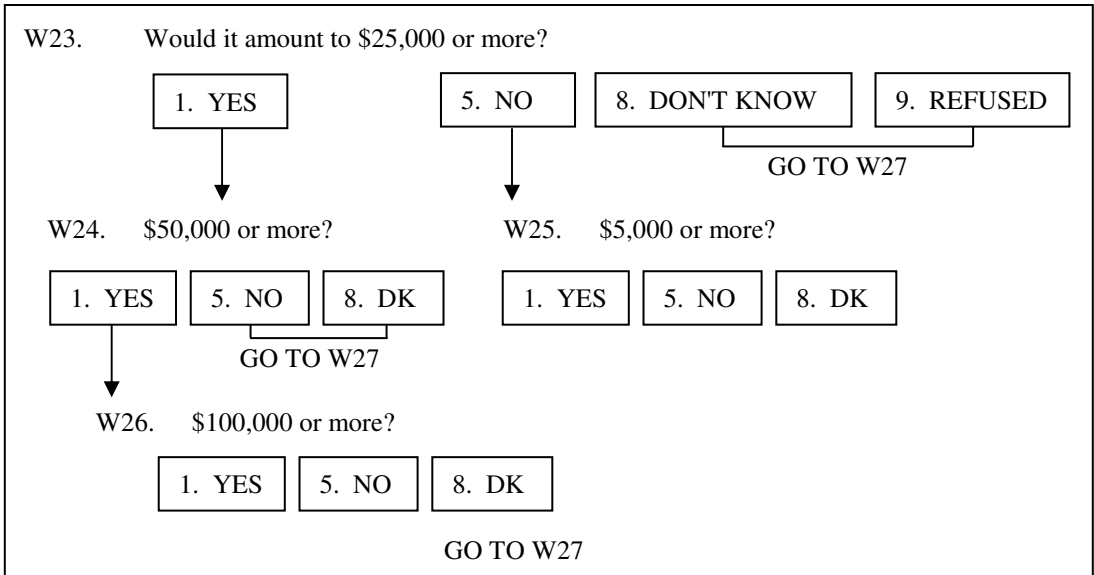 W23. Would it amount to $25,000 or more?
1. YES 5. NO 8. DON'T KNOW 9. REFUSED
GO TO W27
W24. $50,000 or more? W25. $5,000 or more?
1. YES 5. NO 8. DK 1. YES 5. NO 8. DK
GO TO W27
W26. $100,000 or more?
1. YES 5. NO 8. DK
GO TO W27